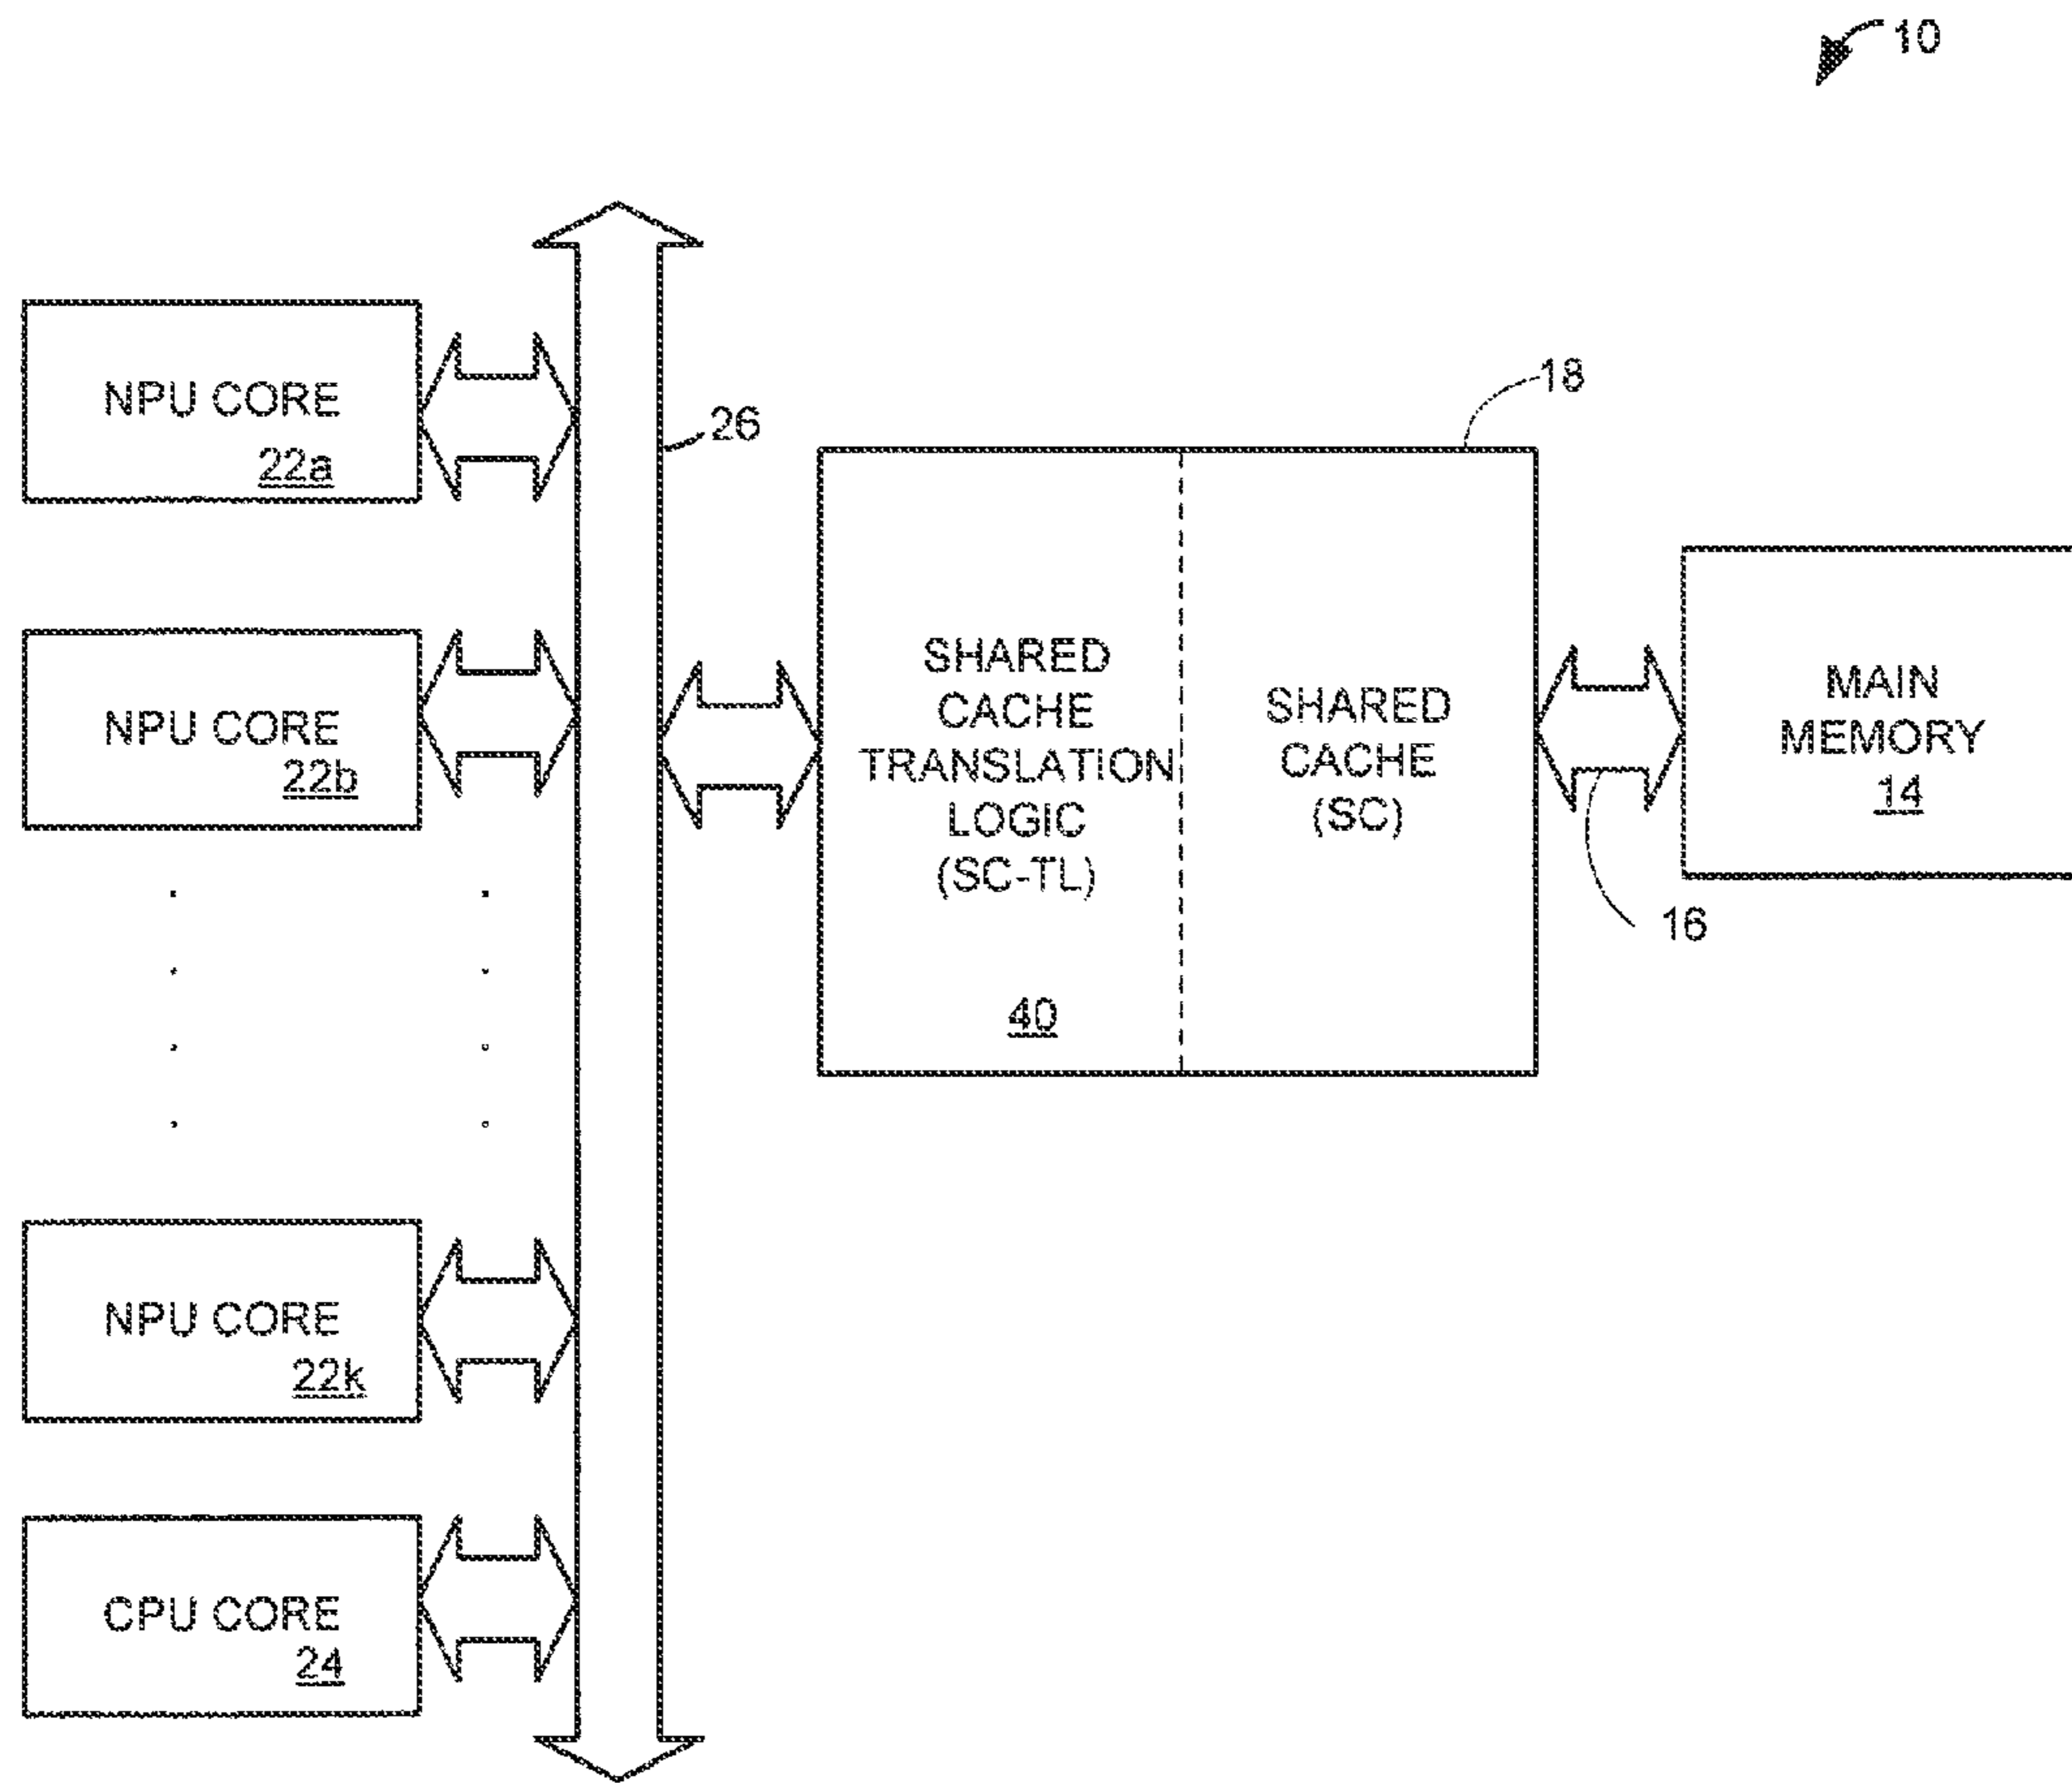 10
NPU CORE
22a
26
18
NPU CORE
22b
SHARED
CACHE
TRANSLATION
LOGIC
(SC-TL)
40
SHARED
CACHE
(SC)
MAIN
MEMORY
14
16
NPU CORE
22k
CPU CORE
24